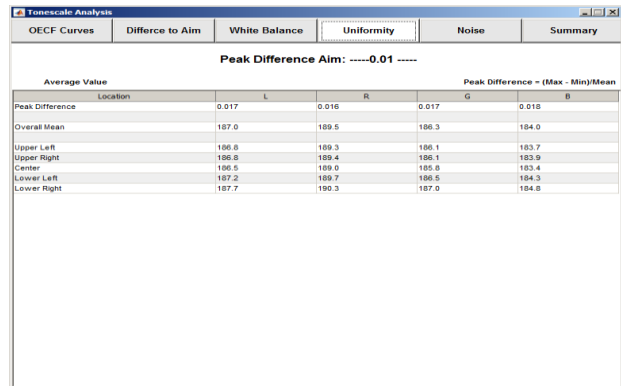 Tonescale Analysis
OECF Curves Differce to Aim White Balance Uniformity Noise Summary
Peak Difference Aim: -----0.01 -----
Average Value Peak Difference = (Max - Min)/Mean
Location L R G B
Peak Difference 0.017 0.016 0.017 0.018
Overall Mean 187.0 189.5 186.3 184.0
Upper Left 186.8 189.3 186.1 183.7
Upper Right 186.8 189.4 186.1 183.9
Center 186.5 189.0 185.8 183.4
Lower Left 187.2 189.7 186.5 184.3
Lower Right 187.7 190.3 187.0 184.8